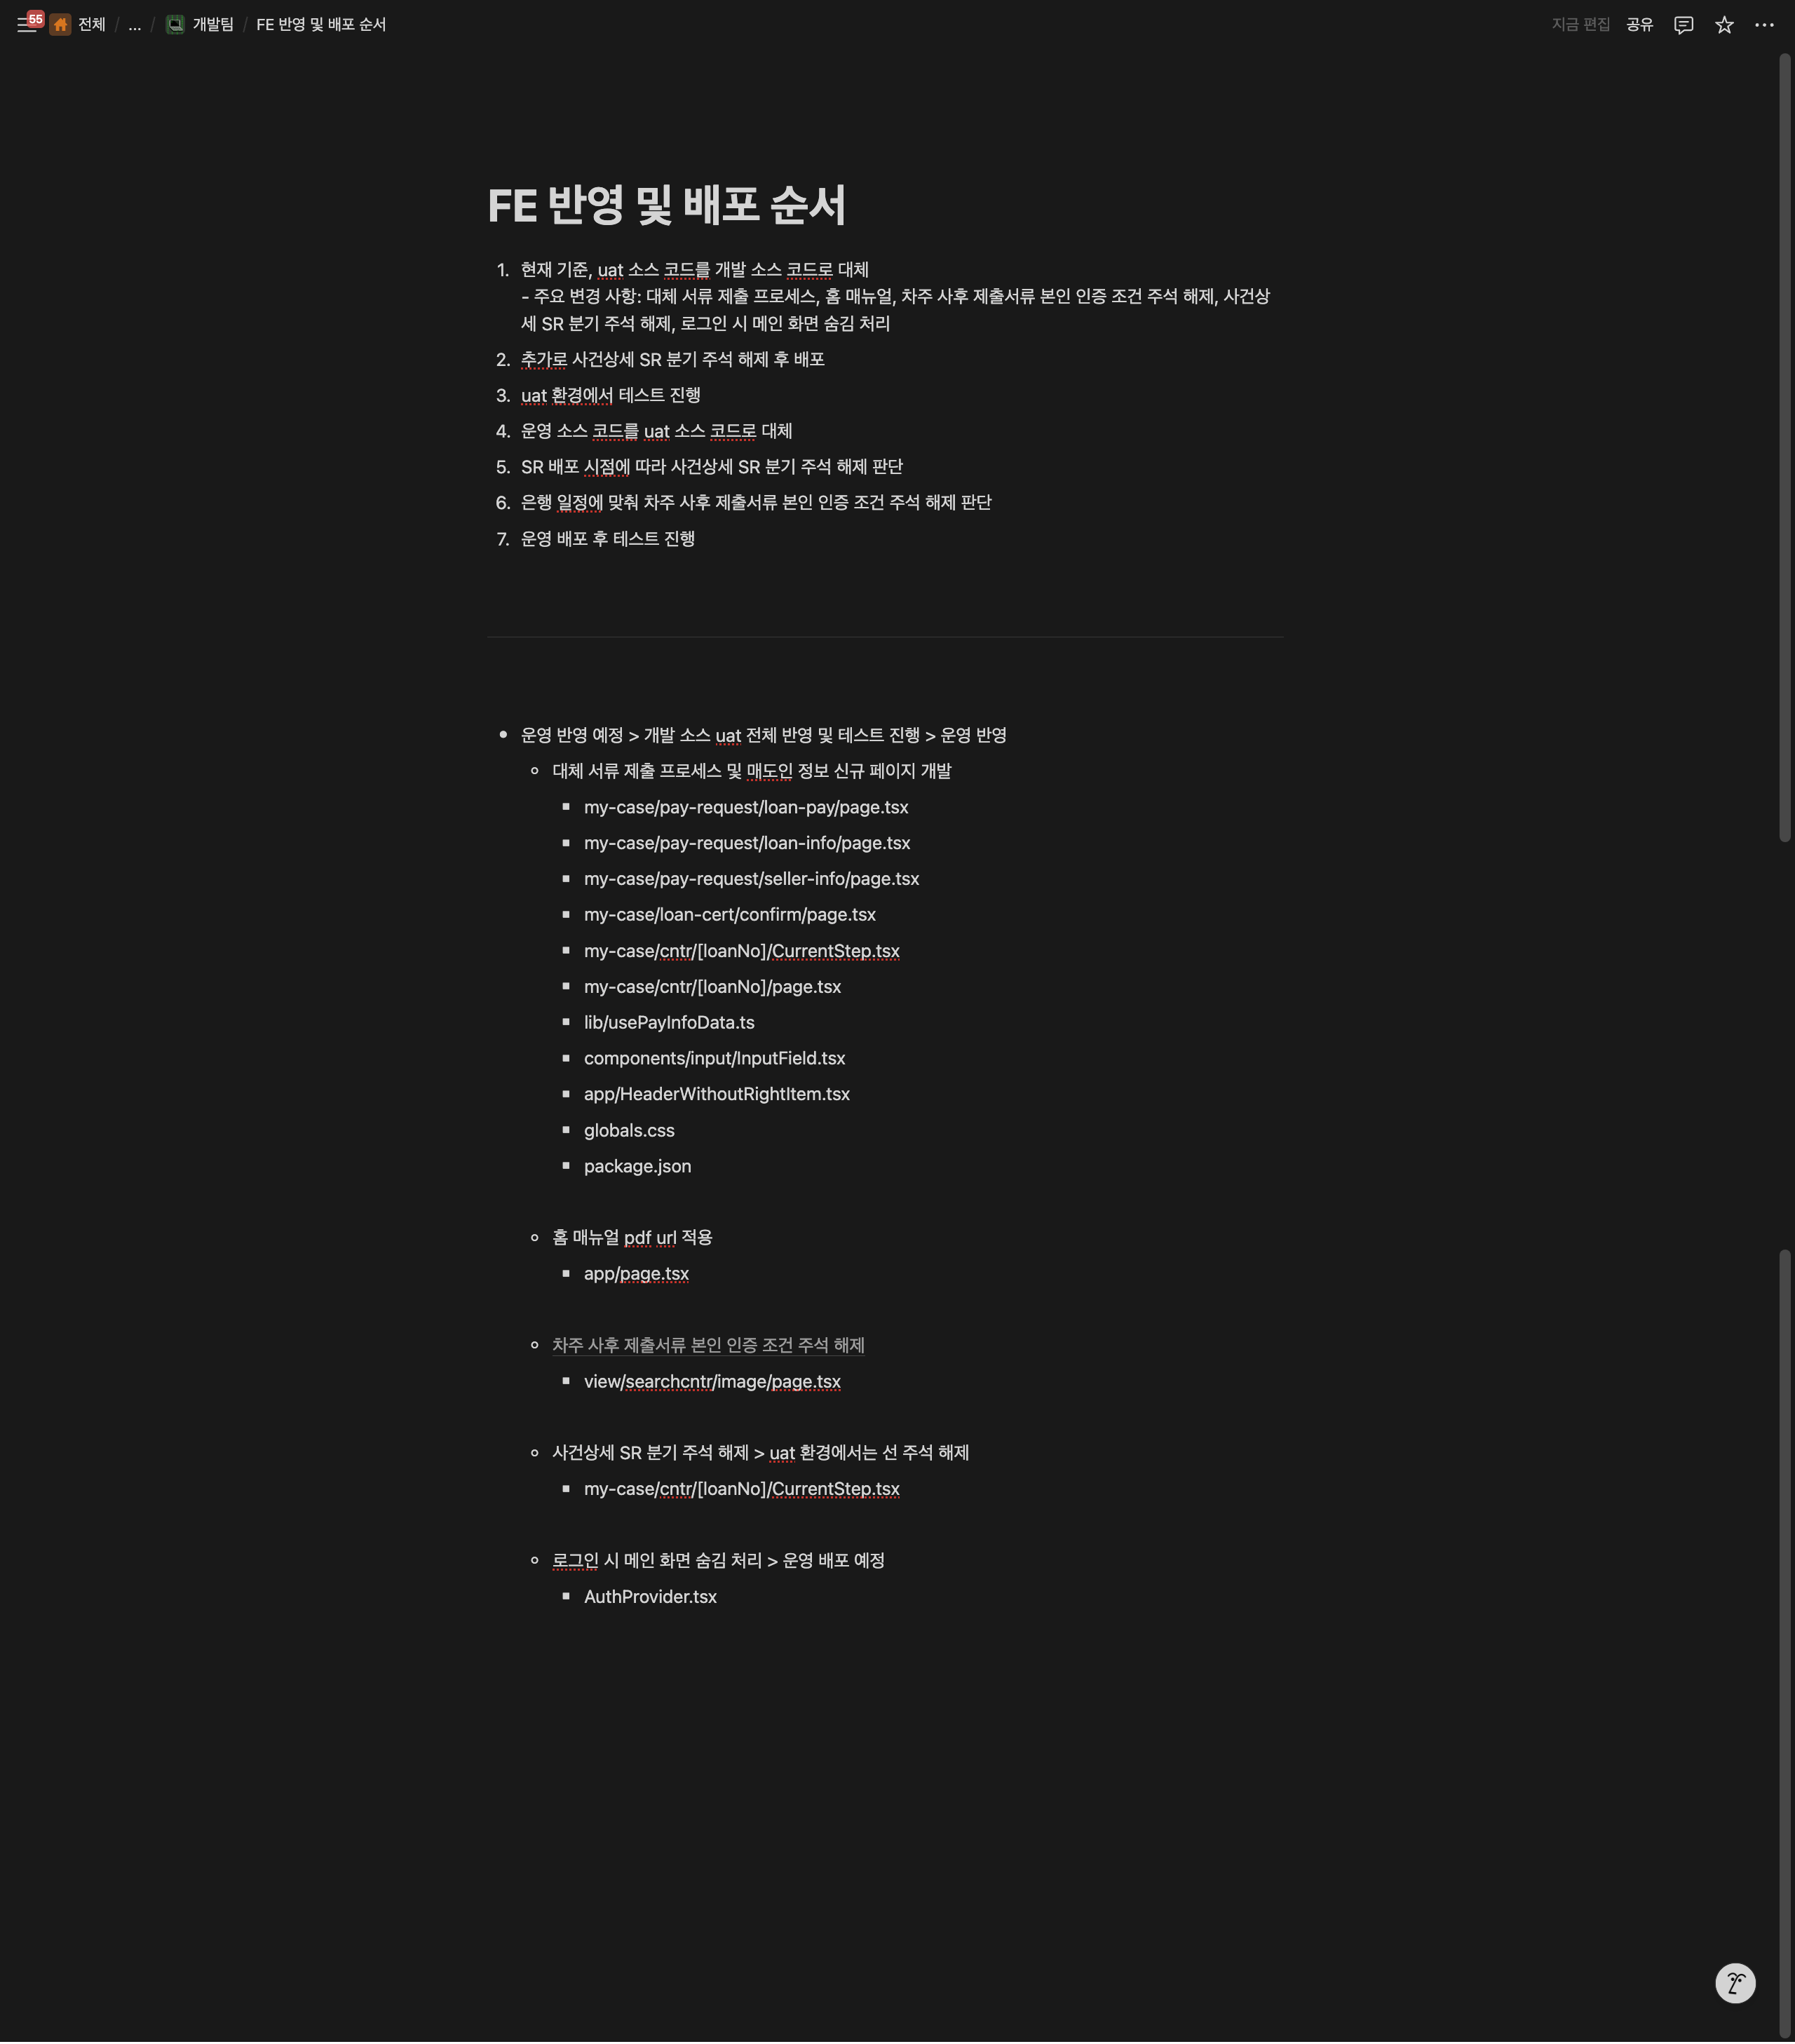 55 전체 / ... / 개발팀 / FE 반영 및 배포 순서 지금 편집 공유
FE 반영 및 배포 순서
1. 현재 기준, uat 소스 코드를 개발 소스 코드로 대체
- 주요 변경 사항: 대체 서류 제출 프로세스, 홈 매뉴얼, 차주 사후 제출서류 본인 인증 조건 주석 해제, 사건상
세 SR 분기 주석 해제, 로그인 시 메인 화면 숨김 처리
2. 추가로 사건상세 SR 분기 주석 해제 후 배포
3. uat 환경에서 테스트 진행
4. 운영 소스 코드를 uat 소스 코드로 대체
5. SR 배포 시점에 따라 사건상세 SR 분기 주석 해제 판단
6. 은행 일정에 맞춰 차주 사후 제출서류 본인 인증 조건 주석 해제 판단
7. 운영 배포 후 테스트 진행
• 운영 반영 예정 > 개발 소스 uat 전체 반영 및 테스트 진행 > 운영 반영
◦ 대체 서류 제출 프로세스 및 매도인 정보 신규 페이지 개발
▪ my-case/pay-request/loan-pay/page.tsx
▪ my-case/pay-request/loan-info/page.tsx
▪ my-case/pay-request/seller-info/page.tsx
▪ my-case/loan-cert/confirm/page.tsx
▪ my-case/cntr/[loanNo]/CurrentStep.tsx
▪ my-case/cntr/[loanNo]/page.tsx
▪ lib/usePayInfoData.ts
▪ components/input/InputField.tsx
▪ app/HeaderWithoutRightItem.tsx
▪ globals.css
▪ package.json
◦ 홈 매뉴얼 pdf url 적용
▪ app/page.tsx
◦ 차주 사후 제출서류 본인 인증 조건 주석 해제
▪ view/searchcntr/image/page.tsx
◦ 사건상세 SR 분기 주석 해제 > uat 환경에서는 선 주석 해제
▪ my-case/cntr/[loanNo]/CurrentStep.tsx
◦ 로그인 시 메인 화면 숨김 처리 > 운영 배포 예정
▪ AuthProvider.tsx